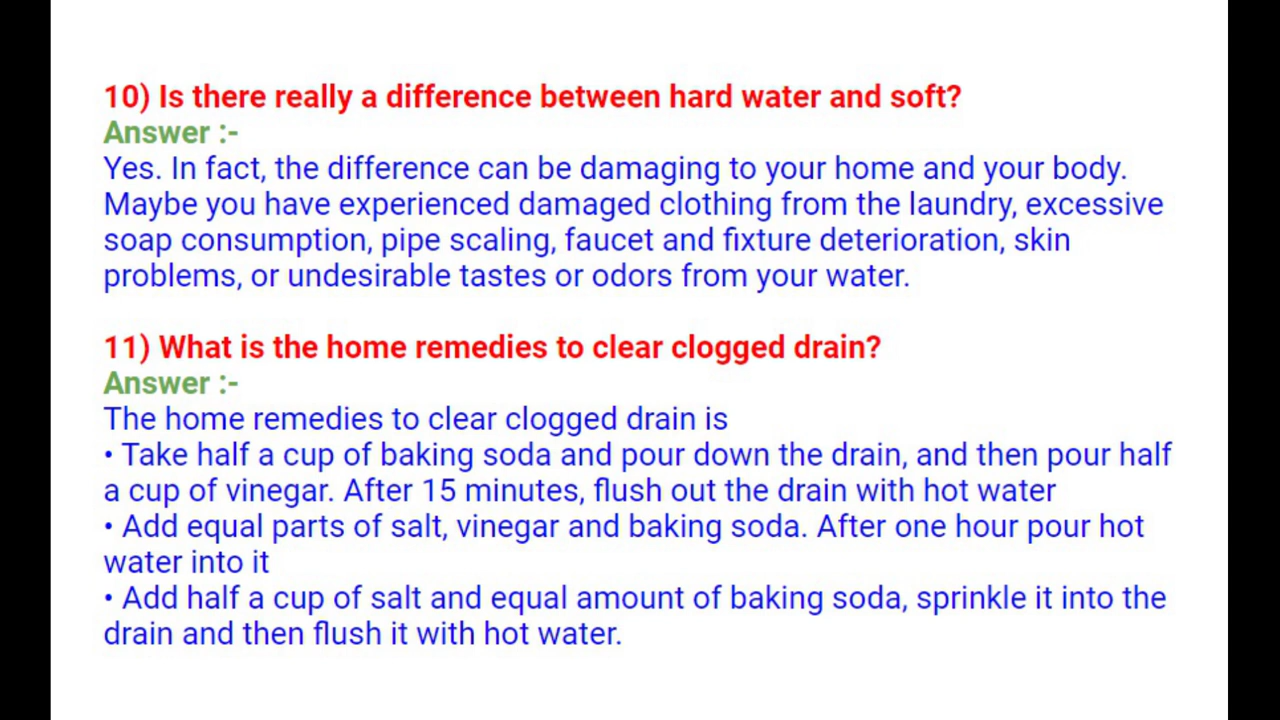 10) Is there really a difference between hard water and soft?
Answer :-
Yes. In fact, the difference can be damaging to your home and your body.
Maybe you have experienced damaged clothing from the laundry, excessive
soap consumption, pipe scaling, faucet and fixture deterioration, skin
problems, or undesirable tastes or odors from your water.
11) What is the home remedies to clear clogged drain?
Answer :-
The home remedies to clear clogged drain is
• Take half a cup of baking soda and pour down the drain, and then pour half
a cup of vinegar. After 15 minutes, flush out the drain with hot water
• Add equal parts of salt, vinegar and baking soda. After one hour pour hot
water into it
• Add half a cup of salt and equal amount of baking soda, sprinkle it into the
drain and then flush it with hot water.